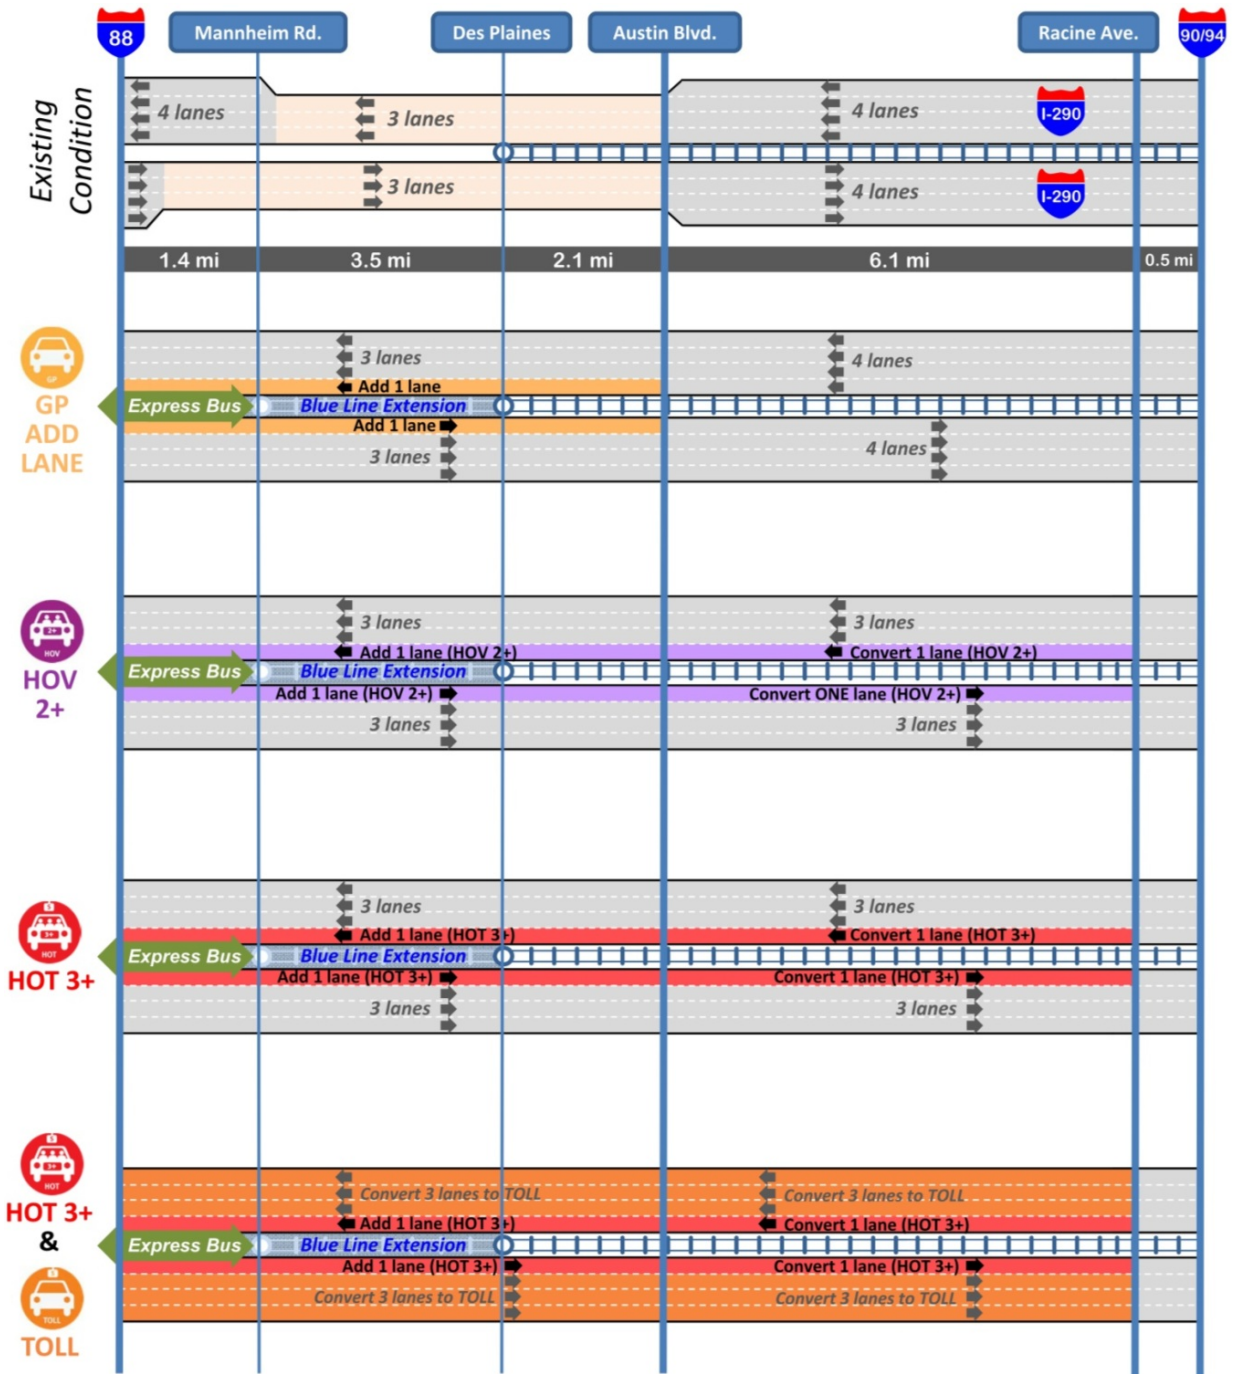 88
Mannheim Rd.
Des Plaines
Austin Blvd.
Racine Ave.
90/94
Existing
Condition
4 lanes
3 lanes
4 lanes
I-290
3 lanes
4 lanes
I-290
1.4 mi
3.5 mi
2.1 mi
6.1 mi
0.5 mi
GP
GP
ADD
LANE
3 lanes
4 lanes
Add 1 lane
Express Bus
Blue Line Extension
Add 1 lane
3 lanes
4 lanes
2+
HOV
HOV
2+
3 lanes
3 lanes
Add 1 lane (HOV 2+)
Convert 1 lane (HOV 2+)
Express Bus
Blue Line Extension
Add 1 lane (HOV 2+)
Convert ONE lane (HOV 2+)
3 lanes
3 lanes
$
3+
HOT
HOT 3+
3 lanes
3 lanes
Add 1 lane (HOT 3+)
Convert 1 lane (HOT 3+)
Express Bus
Blue Line Extension
Add 1 lane (HOT 3+)
Convert 1 lane (HOT 3+)
3 lanes
3 lanes
$
3+
HOT
HOT 3+
&
$
TOLL
TOLL
Convert 3 lanes to TOLL
Convert 3 lanes to TOLL
Add 1 lane (HOT 3+)
Convert 1 lane (HOT 3+)
Express Bus
Blue Line Extension
Add 1 lane (HOT 3+)
Convert 1 lane (HOT 3+)
Convert 3 lanes to TOLL
Convert 3 lanes to TOLL